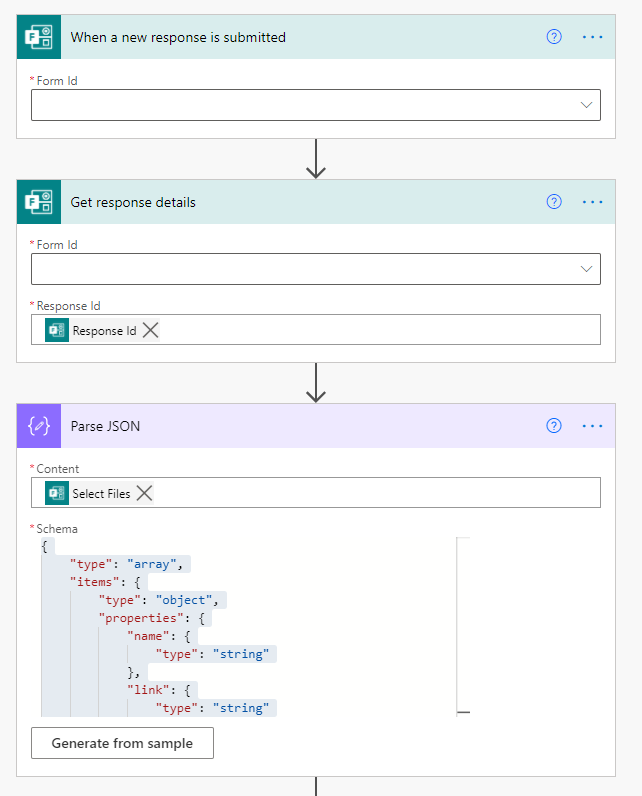 When a new response is submitted
* Form Id
Get response details
* Form Id
* Response Id
Response Id
Parse JSON
* Content
Select Files
* Schema
{
"type": "array",
"items": {
"type": "object",
"properties": {
"name": {
"type": "string"
},
"link": {
"type": "string"
Generate from sample